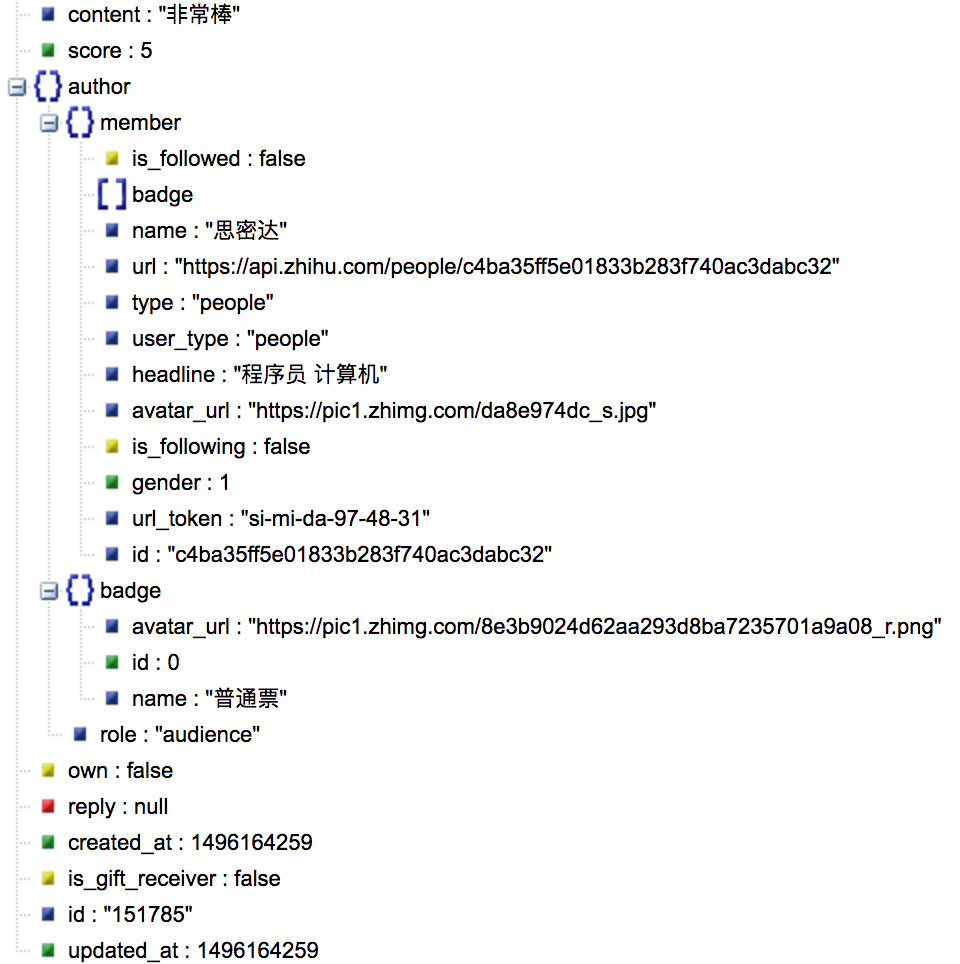 content : "非常棒"
score : 5
author
member
is_followed : false
badge
name : "思密达"
url : "https://api.zhihu.com/people/c4ba35ff5e01833b283f740ac3dabc32"
type : "people"
user_type : "people"
headline : "程序员 计算机"
avatar_url : "https://pic1.zhimg.com/da8e974dc_s.jpg"
is_following : false
gender : 1
url_token : "si-mi-da-97-48-31"
id : "c4ba35ff5e01833b283f740ac3dabc32"
badge
avatar_url : "https://pic1.zhimg.com/8e3b9024d62aa293d8ba7235701a9a08_r.png"
id : 0
name : "普通票"
role : "audience"
own : false
reply : null
created_at : 1496164259
is_gift_receiver : false
id : "151785"
updated_at : 1496164259